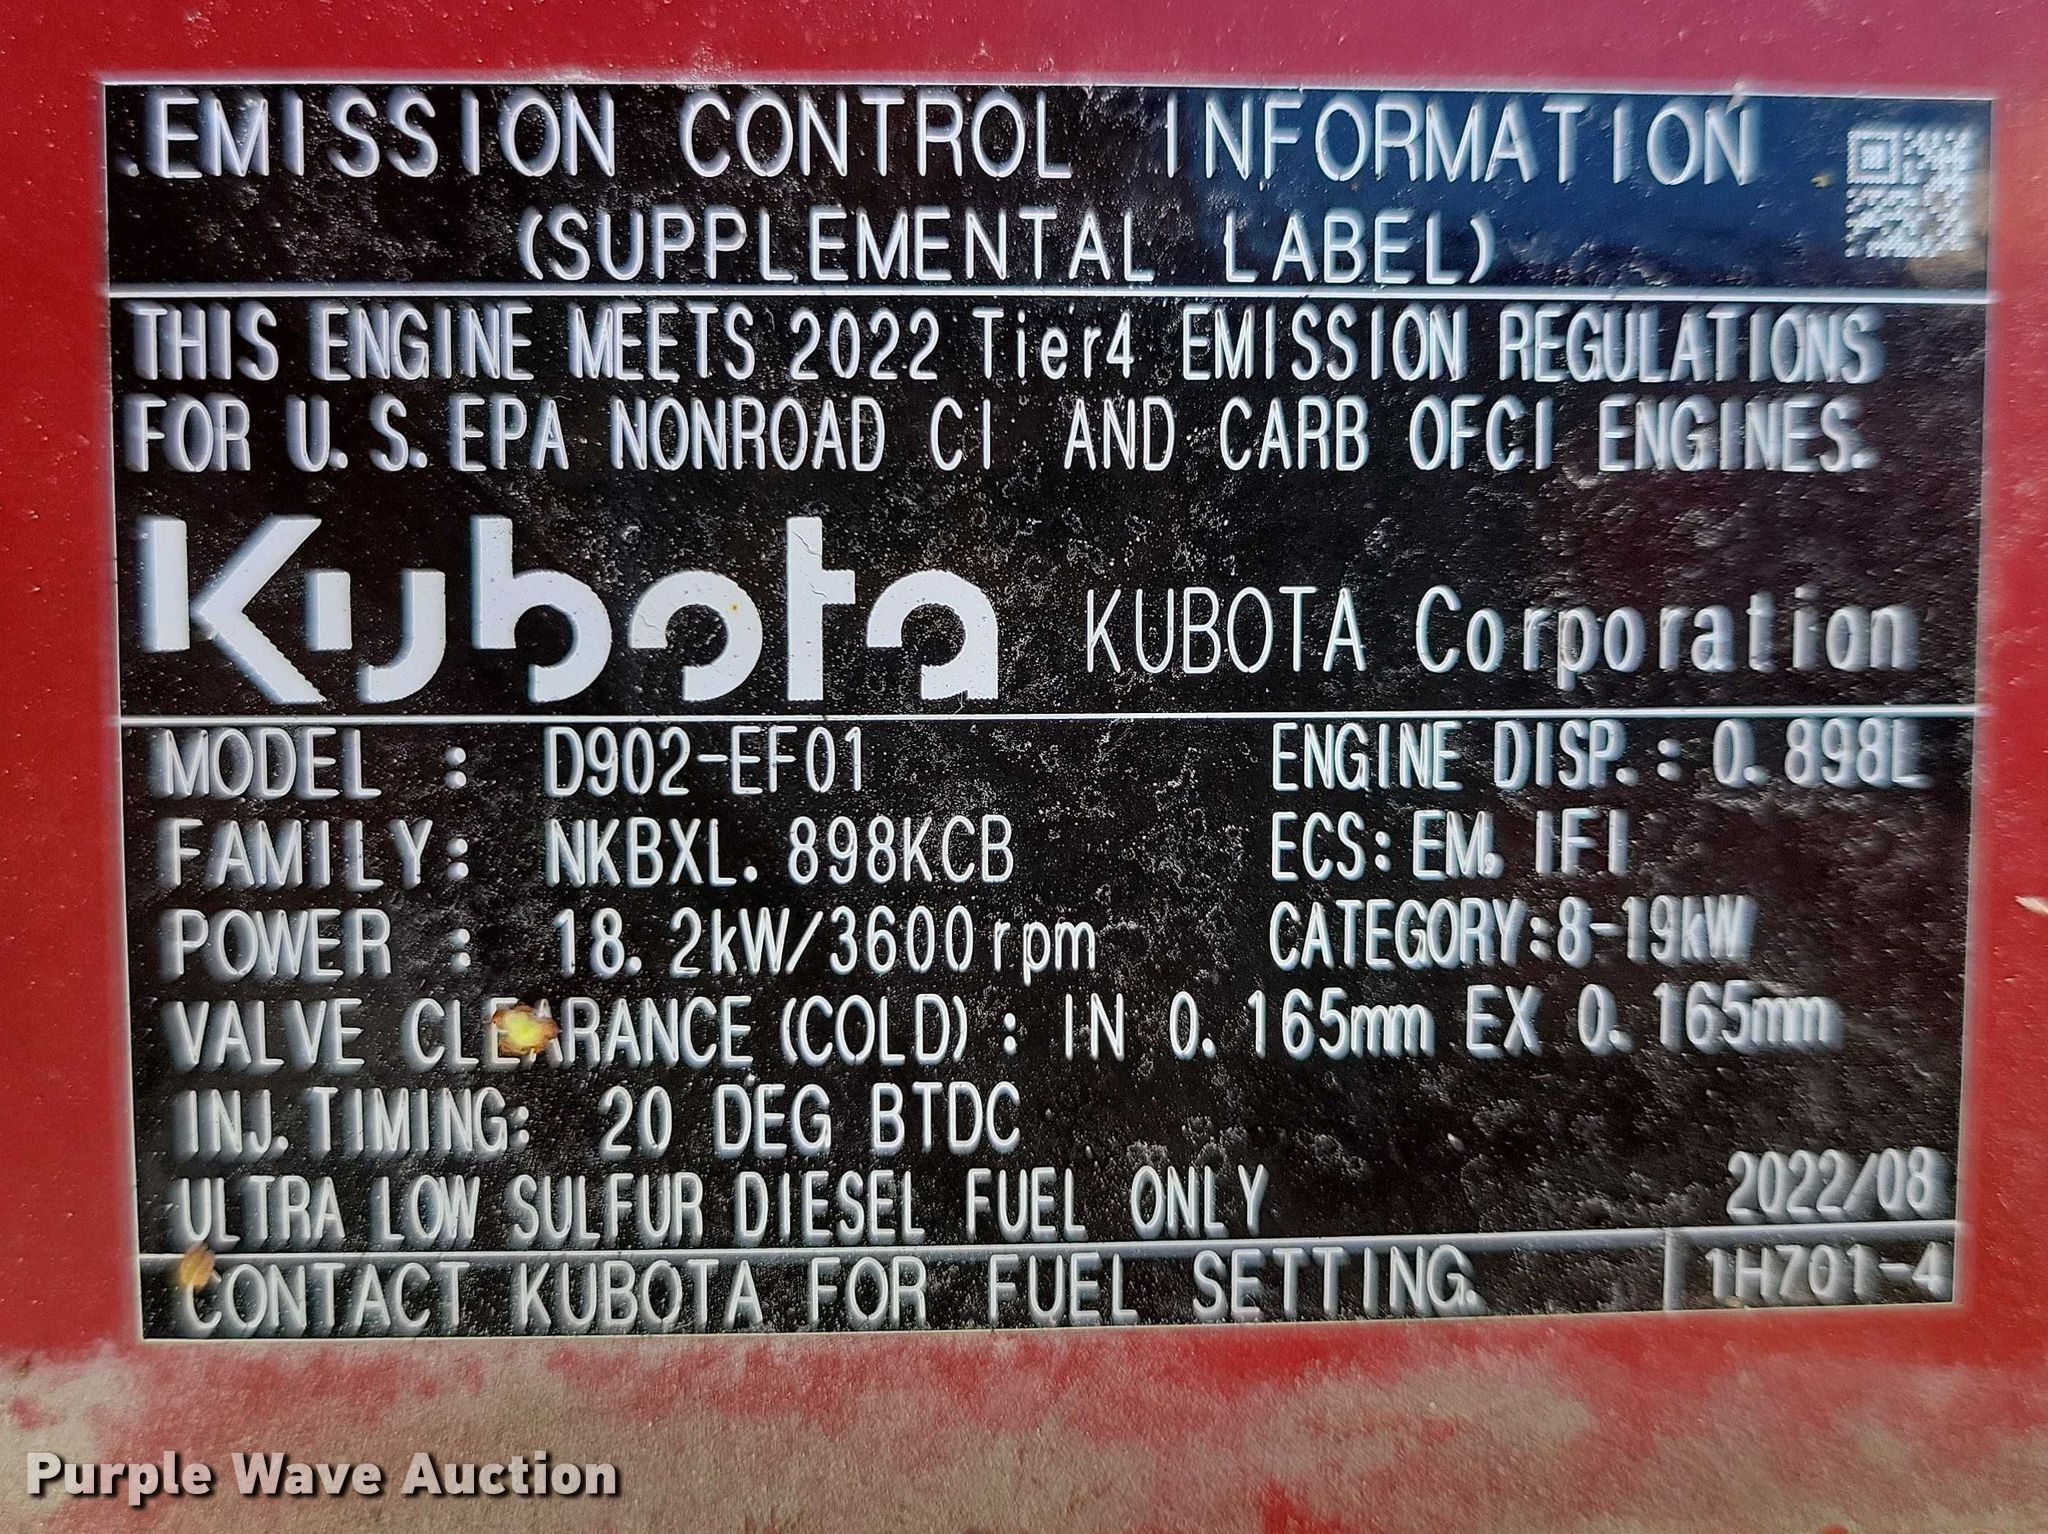 EMISSION CONTROL INFORMATION
(SUPPLEMENTAL LABEL)
THIS ENGINE MEETS 2022 Tier4 EMISSION REGULATIONS
FOR U.S. EPA NONROAD CI AND CARB OFCI ENGINES.
Kubota KUBOTA Corporation
MODEL : D902-EF01 ENGINE DISP.: 0.898L
FAMILY: NKBXL.898KCB ECS: EM, IFI
POWER : 18.2kW/3600rpm CATEGORY:8-19kW
VALVE CLEARANCE (COLD) : IN 0.165mm EX 0.165mm
INJ. TIMING: 20 DEG BTDC
ULTRA LOW SULFUR DIESEL FUEL ONLY 2022/08
CONTACT KUBOTA FOR FUEL SETTING. 1HZ01-4
Purple Wave Auction